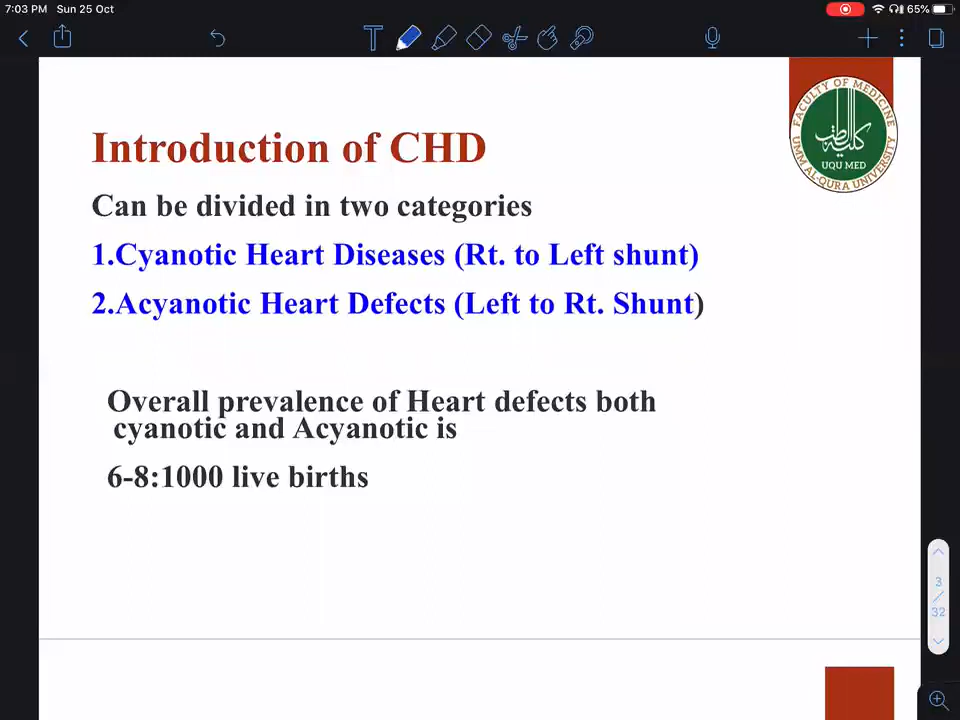 7:03 PM Sun 25 Oct
65%
Introduction of CHD
FACULTY OF MEDICINE
كلية الطب
UQU MED
UMM AL-QURA UNIVERSITY
Can be divided in two categories
1.Cyanotic Heart Diseases (Rt. to Left shunt)
2.Acyanotic Heart Defects (Left to Rt. Shunt)
Overall prevalence of Heart defects both
cyanotic and Acyanotic is
6-8:1000 live births
3
/
32